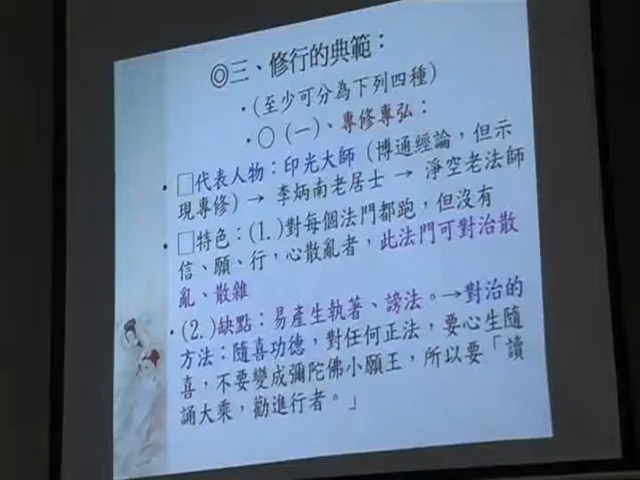 ◎三、修行的典範：
•(至少可分為下列四種)
•○(一)、專修專弘：
•□代表人物：印光大師(博通經論，但示
現專修) → 李炳南老居士 → 淨空老法師
•□特色：(1.)對每個法門都跑，但沒有
信、願、行，心散亂者，此法門可對治散
亂、散雜
•(2.)缺點：易產生執著、謗法。→對治的
方法：隨喜功德，對任何正法，要心生隨
喜，不要變成彌陀佛小願王，所以要「讀
誦大乘，勸進行者。」